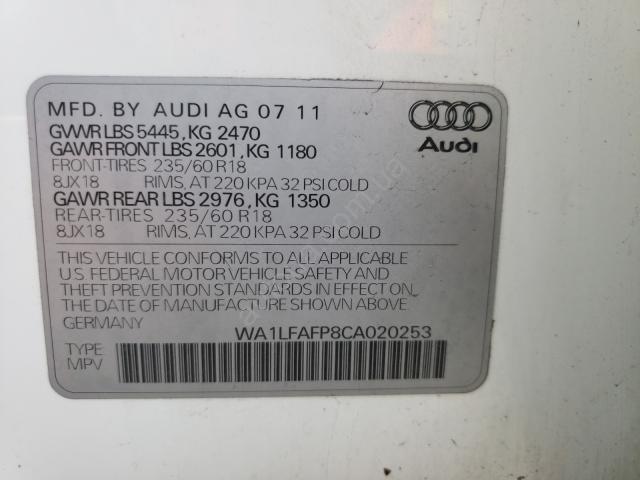 MFD. BY AUDI AG 07 11
GVWR LBS 5445, KG 2470
GAWR FRONT LBS 2601, KG 1180
FRONT-TIRES 235/60 R18
8JX18 RIMS, AT 220 KPA 32 PSI COLD
GAWR REAR LBS 2976, KG 1350
REAR-TIRES 235/60 R18
8JX18 RIMS, AT 220 KPA 32 PSI COLD
Audi
THIS VEHICLE CONFORMS TO ALL APPLICABLE
U.S. FEDERAL MOTOR VEHICLE SAFETY AND
THEFT PREVENTION STANDARDS IN EFFECT ON
THE DATE OF MANUFACTURE SHOWN ABOVE.
GERMANY
WA1LFAFP8CA020253
TYPE
MPV